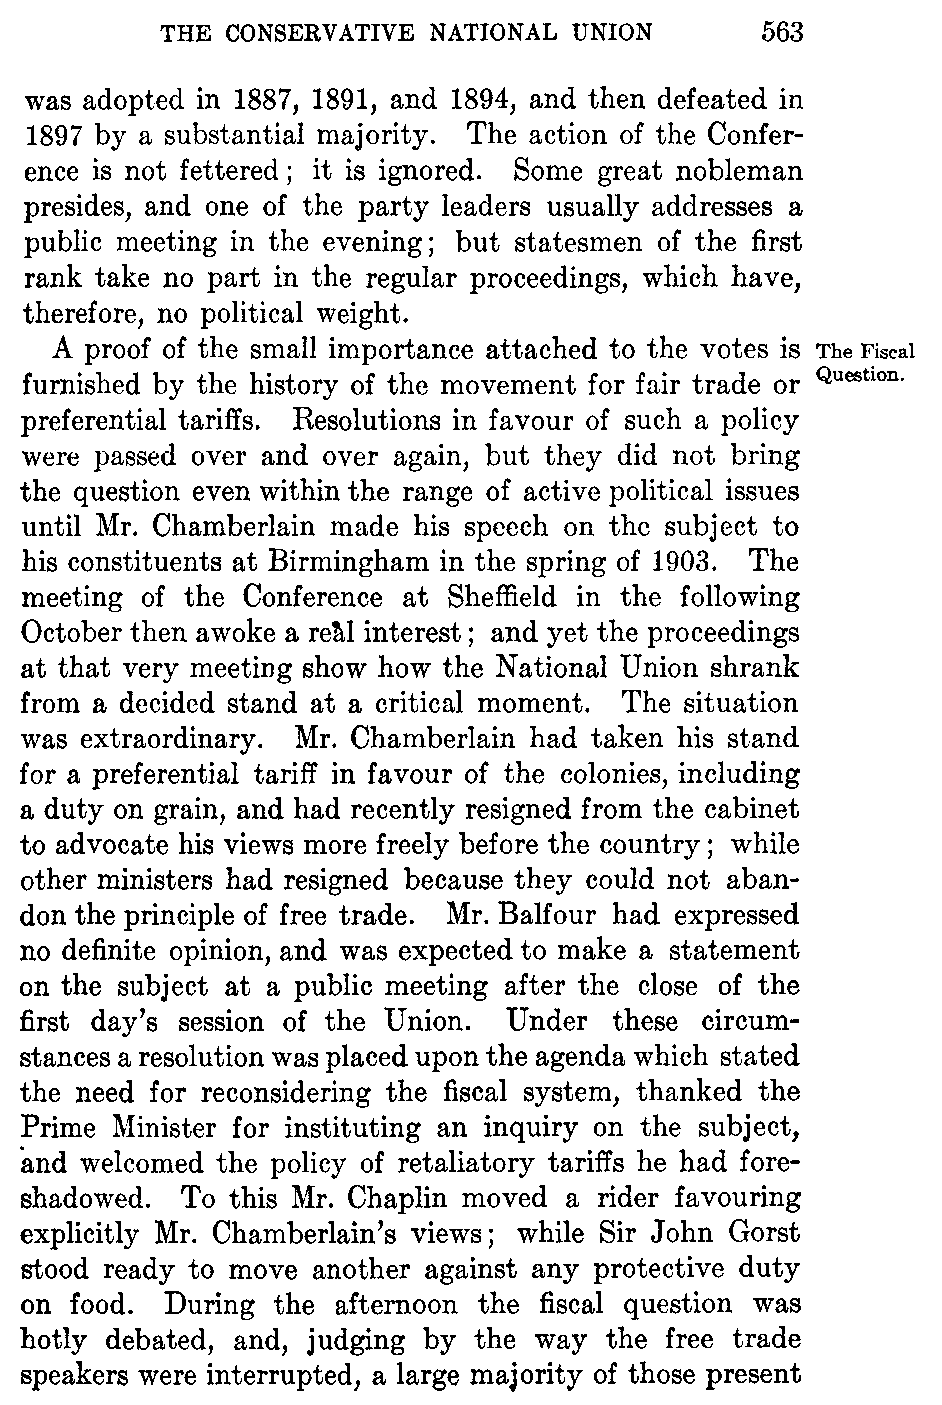 THE CONSERVATIVE NATIONAL UNION 563
was adopted in 1887, 1891, and 1894, and then defeated in
1897 by a substantial majority. The action of the Confer-
ence is not fettered; it is ignored. Some great nobleman
presides, and one of the party leaders usually addresses a
public meeting in the evening; but statesmen of the first
rank take no part in the regular proceedings, which have,
therefore, no political weight.
A proof of the small importance attached to the votes is
The Fiscal
Question.
furnished by the history of the movement for fair trade or
preferential tariffs. Resolutions in favour of such a policy
were passed over and over again, but they did not bring
the question even within the range of active political issues
until Mr. Chamberlain made his speech on the subject to
his constituents at Birmingham in the spring of 1903. The
meeting of the Conference at Sheffield in the following
October then awoke a real interest; and yet the proceedings
at that very meeting show how the National Union shrank
from a decided stand at a critical moment. The situation
was extraordinary. Mr. Chamberlain had taken his stand
for a preferential tariff in favour of the colonies, including
a duty on grain, and had recently resigned from the cabinet
to advocate his views more freely before the country; while
other ministers had resigned because they could not aban-
don the principle of free trade. Mr. Balfour had expressed
no definite opinion, and was expected to make a statement
on the subject at a public meeting after the close of the
first day's session of the Union. Under these circum-
stances a resolution was placed upon the agenda which stated
the need for reconsidering the fiscal system, thanked the
Prime Minister for instituting an inquiry on the subject,
and welcomed the policy of retaliatory tariffs he had fore-
shadowed. To this Mr. Chaplin moved a rider favouring
explicitly Mr. Chamberlain's views; while Sir John Gorst
stood ready to move another against any protective duty
on food. During the afternoon the fiscal question was
hotly debated, and, judging by the way the free trade
speakers were interrupted, a large majority of those present